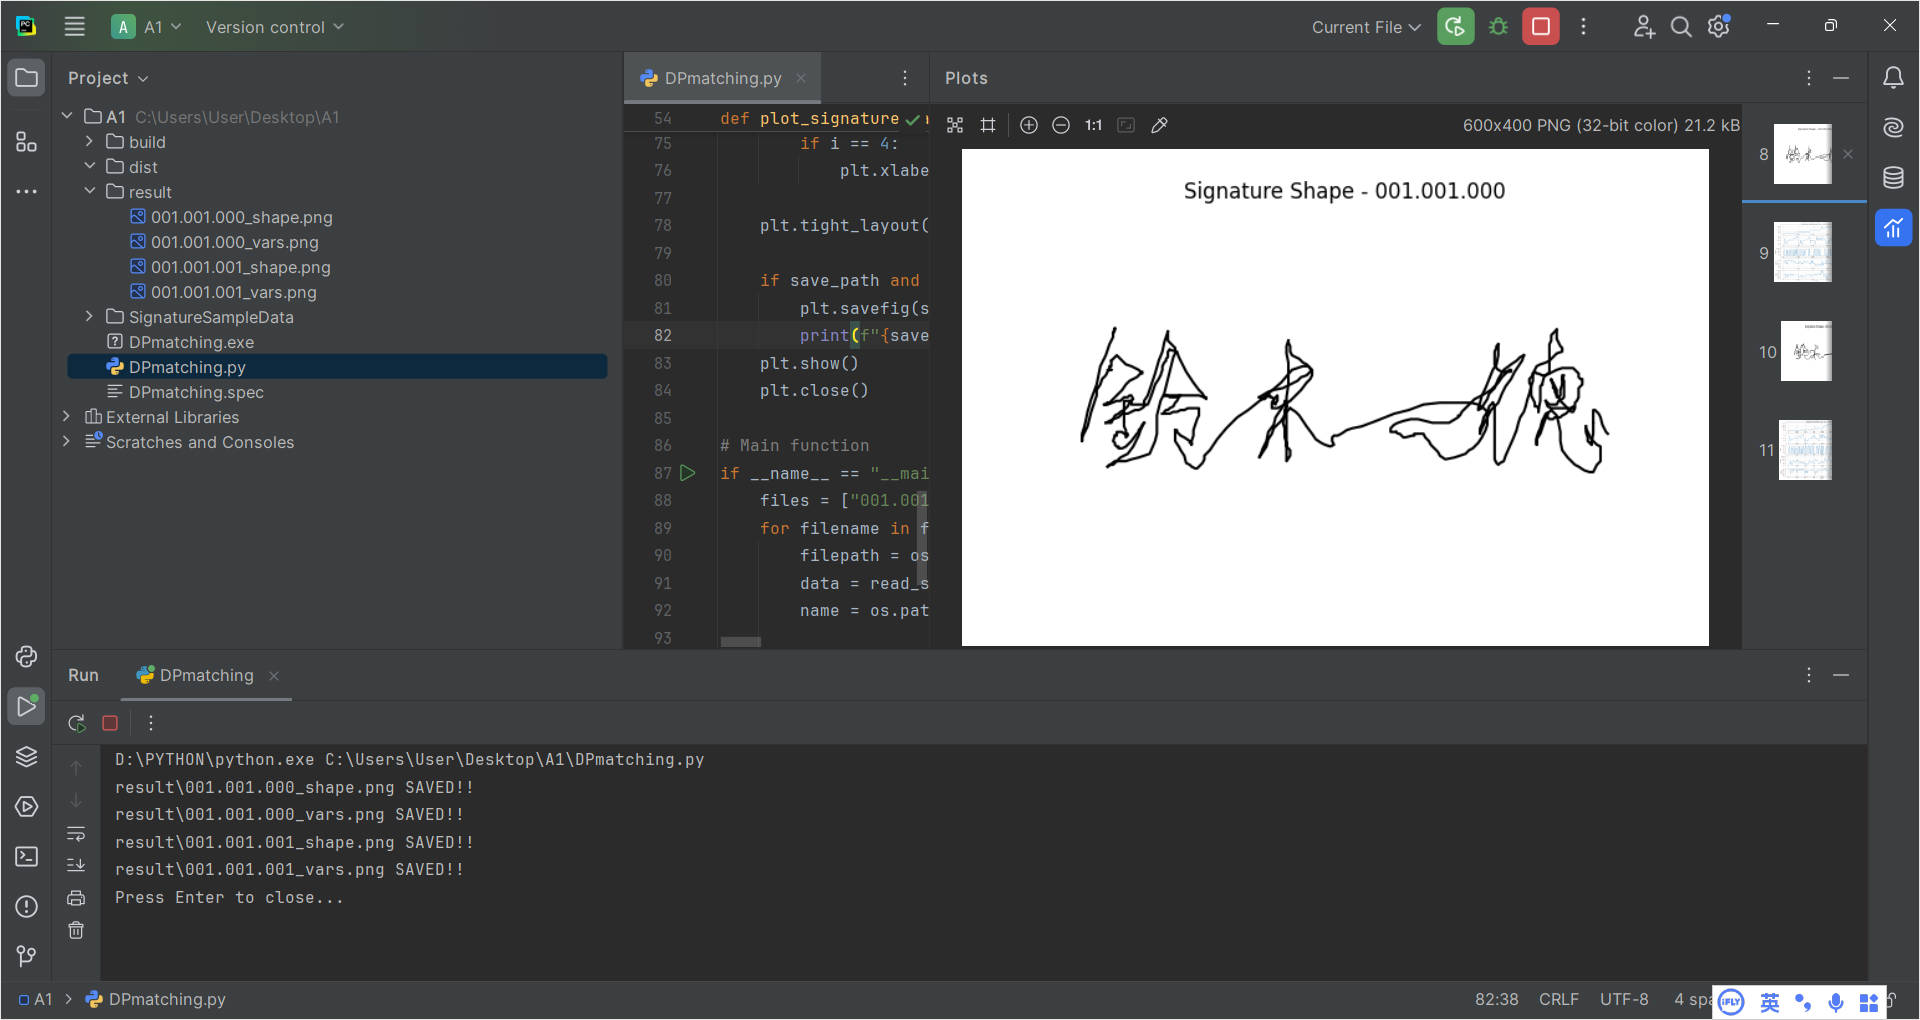 A A1 Version control Current File
Project
A1 C:\Users\User\Desktop\A1
build
dist
result
001.001.000_shape.png
001.001.000_vars.png
001.001.001_shape.png
001.001.001_vars.png
SignatureSampleData
DPmatching.exe
DPmatching.py
DPmatching.spec
External Libraries
Scratches and Consoles
DPmatching.py
54 def plot_signature
75 if i == 4:
76 plt.xlabe
77
78 plt.tight_layout(
79
80 if save_path and
81 plt.savefig(s
82 print(f"{save
83 plt.show()
84 plt.close()
85
86 # Main function
87 if __name__ == "__mai
88 files = ["001.001
89 for filename in f
90 filepath = os
91 data = read_s
92 name = os.pat
93
Plots
1:1 600x400 PNG (32-bit color) 21.2 kB
Signature Shape - 001.001.000
鈴木一穂
8
9
10
11
Run DPmatching
D:\PYTHON\python.exe C:\Users\User\Desktop\A1\DPmatching.py
result\001.001.000_shape.png SAVED!!
result\001.001.000_vars.png SAVED!!
result\001.001.001_shape.png SAVED!!
result\001.001.001_vars.png SAVED!!
Press Enter to close...
A1 DPmatching.py 82:38 CRLF UTF-8 4 spa
iFLY 英